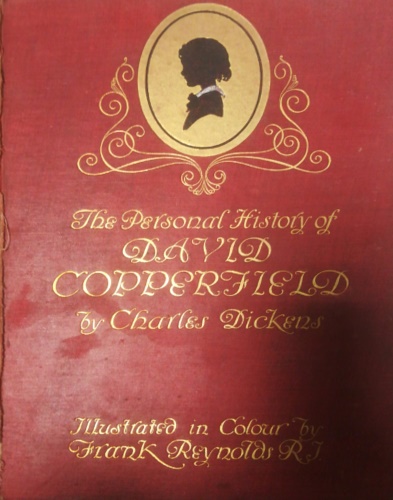 The Personal History of
DAVID
COPPERFIELD
by Charles Dickens
Illustrated in Colour by
Frank Reynolds R.I.